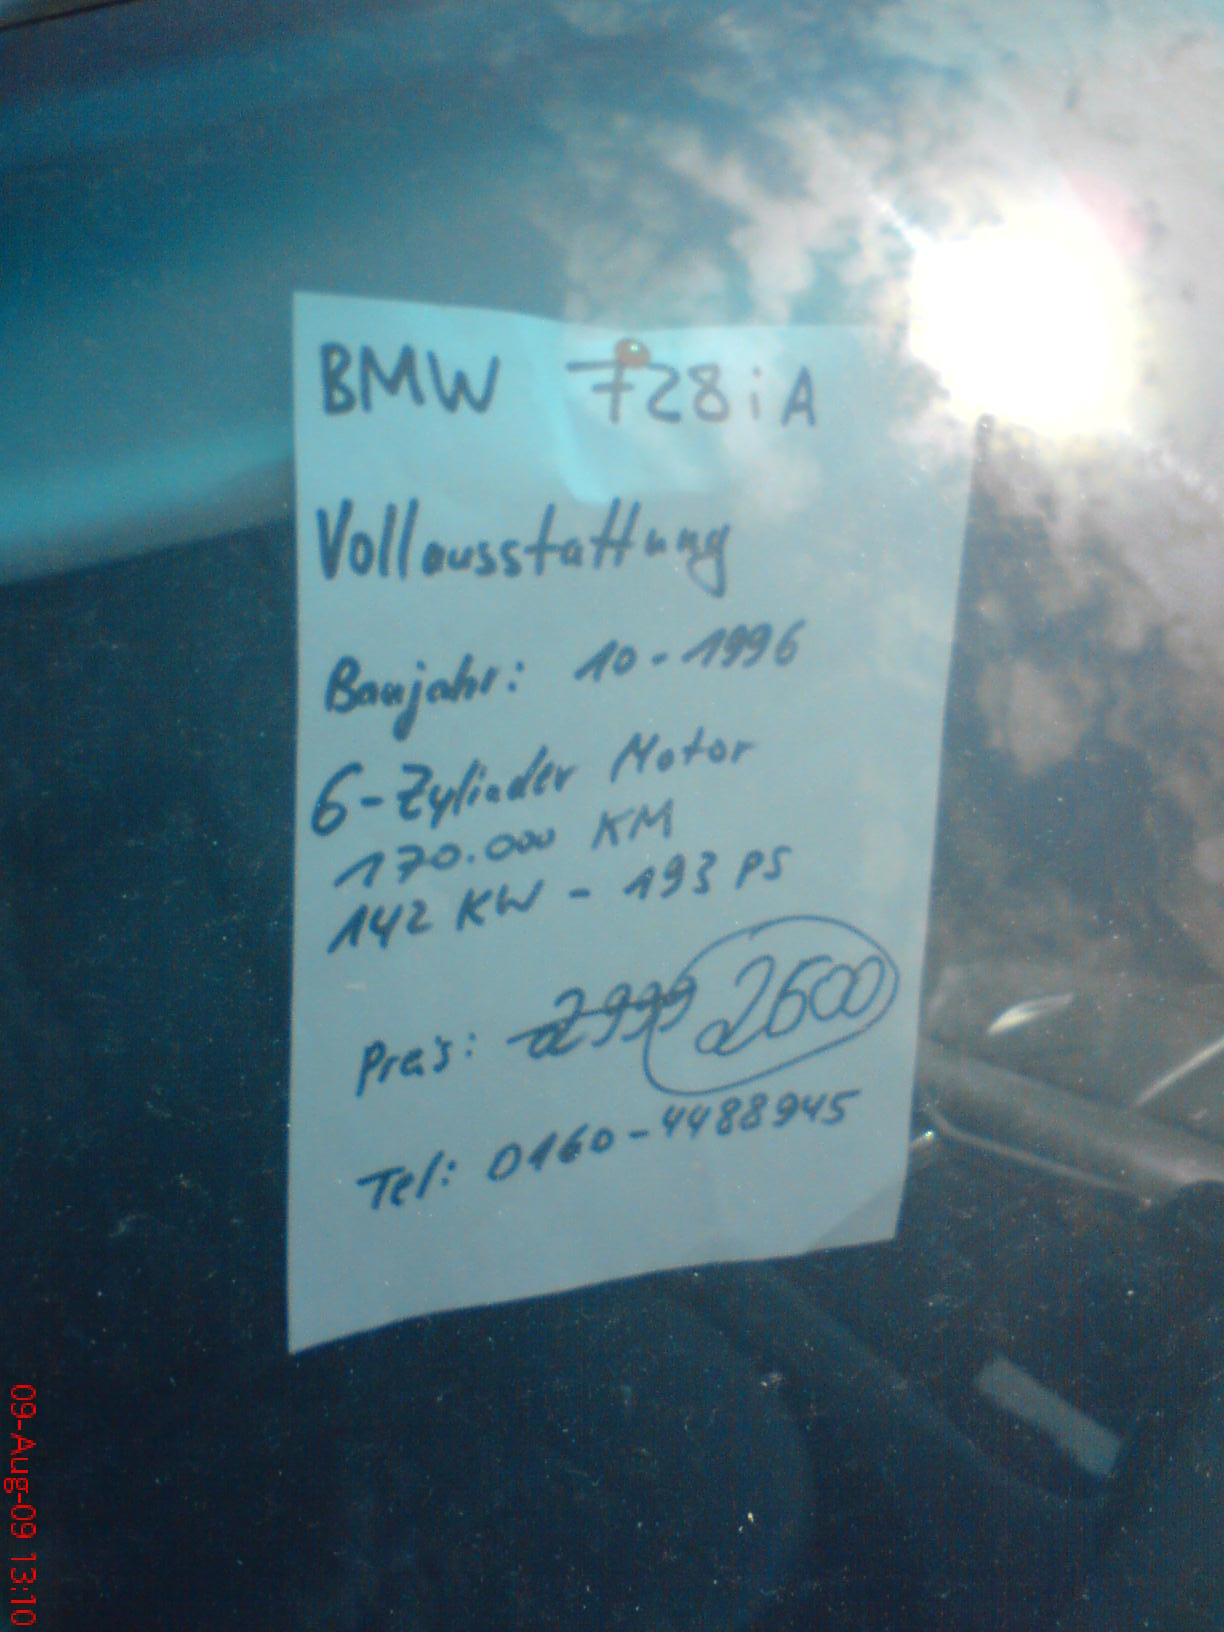 BMW 728iA
Vollausstattung
Baujahr: 10-1996
6-Zylinder Motor
170.000 KM
142 KW - 193 PS
Preis: 2999 2600
Tel: 0160-4488945
09-Aug-09 13:10